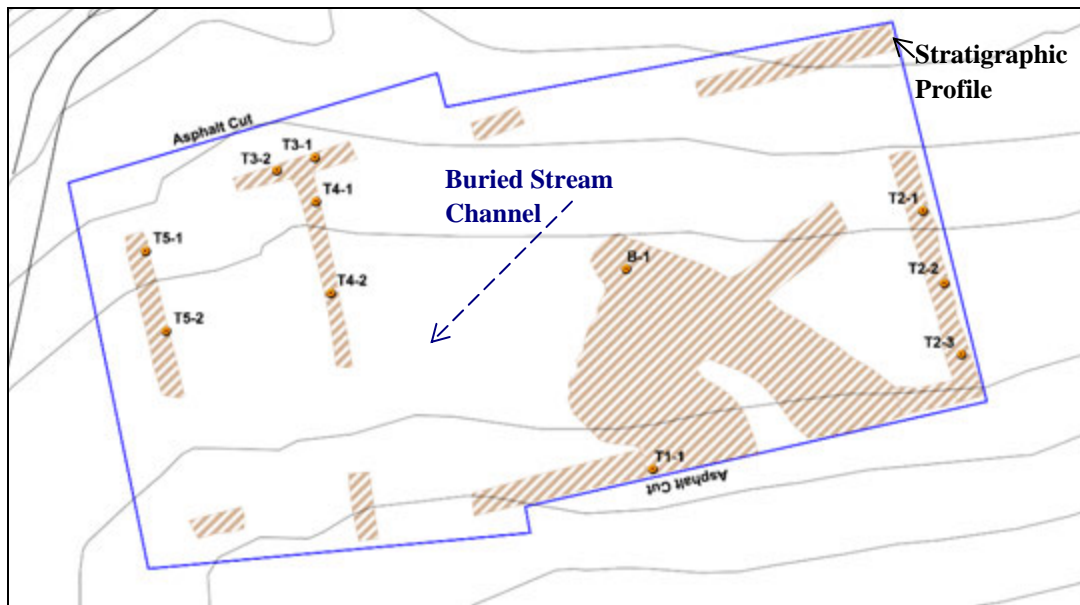 Stratigraphic
Profile
Asphalt Cut
T3-1
T3-2
T4-1
Buried Stream
Channel
T2-1
T5-1
B-1
T2-2
T4-2
T5-2
T2-3
T1-1
Asphalt Cut